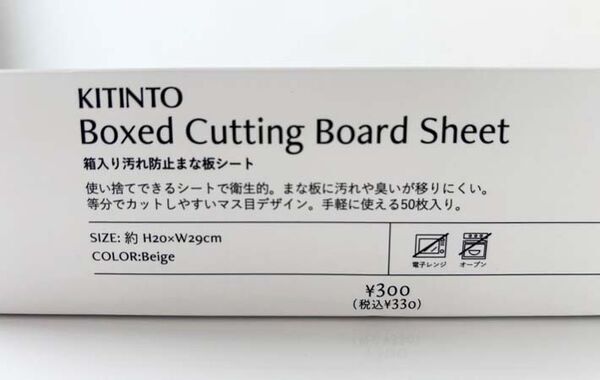 KITINTO
Boxed Cutting Board Sheet
箱入り汚れ防止まな板シート
使い捨てできるシートで衛生的。まな板に汚れや臭いが移りにくい。
等分でカットしやすいマス目デザイン。手軽に使える50枚入り。
SIZE: 約 H20×W29cm
COLOR:Beige
電子レンジ オーブン
¥300
(税込¥330)